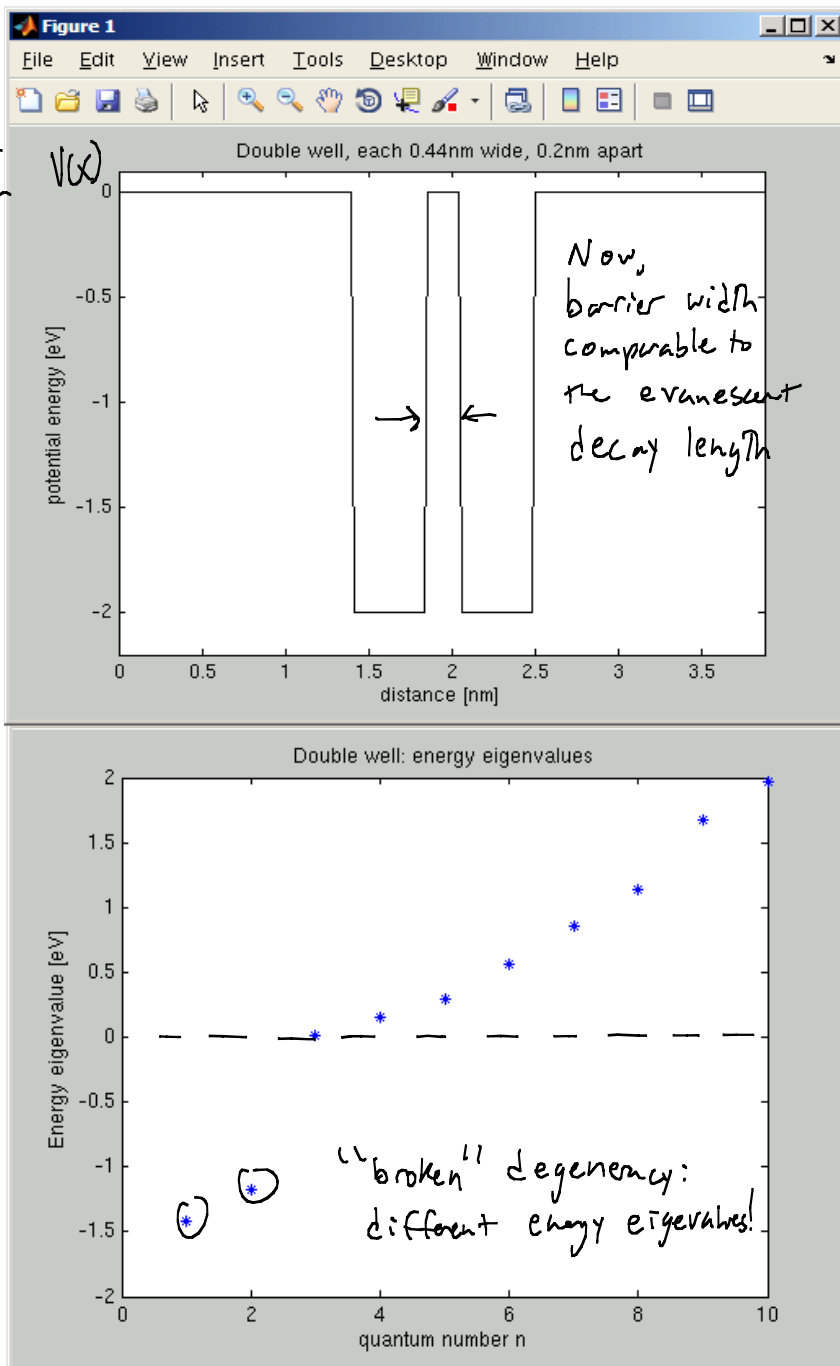 Figure 1
File Edit View Insert Tools Desktop Window Help
V(x)
Double well, each 0.44nm wide, 0.2nm apart
0
-0.5
-1
-1.5
-2
potential energy [eV]
Now,
barrier width
comparable to
the evanescent
decay length
0 0.5 1 1.5 2 2.5 3 3.5
distance [nm]
Double well: energy eigenvalues
2
1.5
1
0.5
0
-0.5
-1
-1.5
-2
Energy eigenvalue [eV]
"broken" degeneracy:
different energy eigevalues!
0 2 4 6 8 10
quantum number n